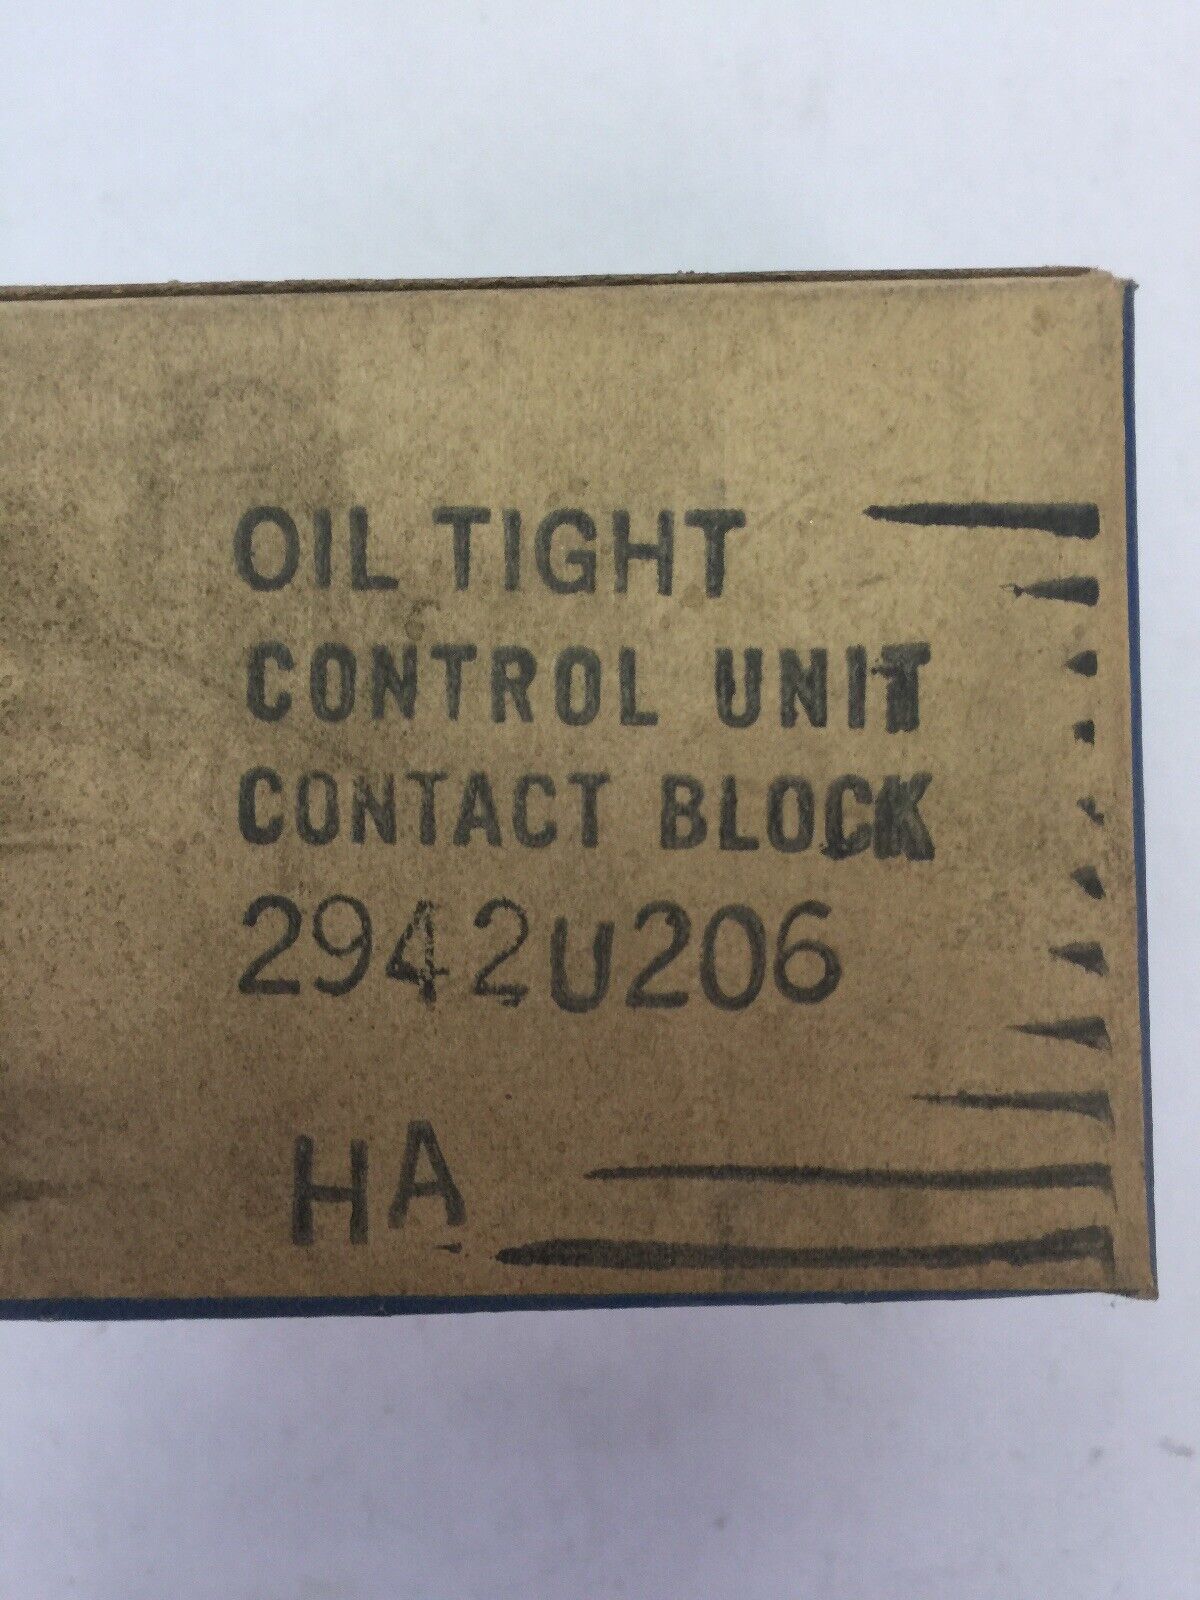 OIL TIGHT
CONTROL UNIT
CONTACT BLOCK
2942U206
HA